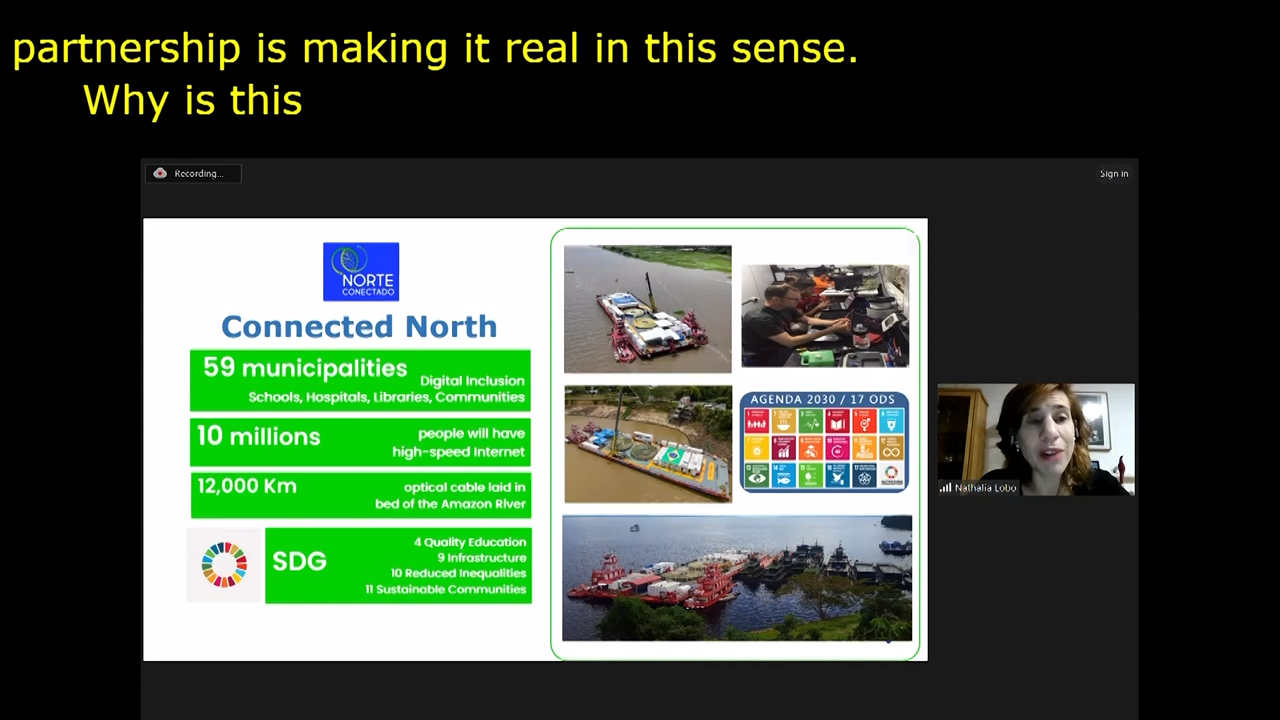 partnership is making it real in this sense.
Why is this
Recording...
Sign in
NORTE
CONECTADO
Connected North
59 municipalities
Digital Inclusion
Schools, Hospitals, Libraries, Communities
10 millions
people will have
high-speed Internet
12,000 Km
optical cable laid in
bed of the Amazon River
SDG
4 Quality Education
9 Infrastructure
10 Reduced Inequalities
11 Sustainable Communities
AGENDA 2030 / 17 ODS
Nathalia Lobo